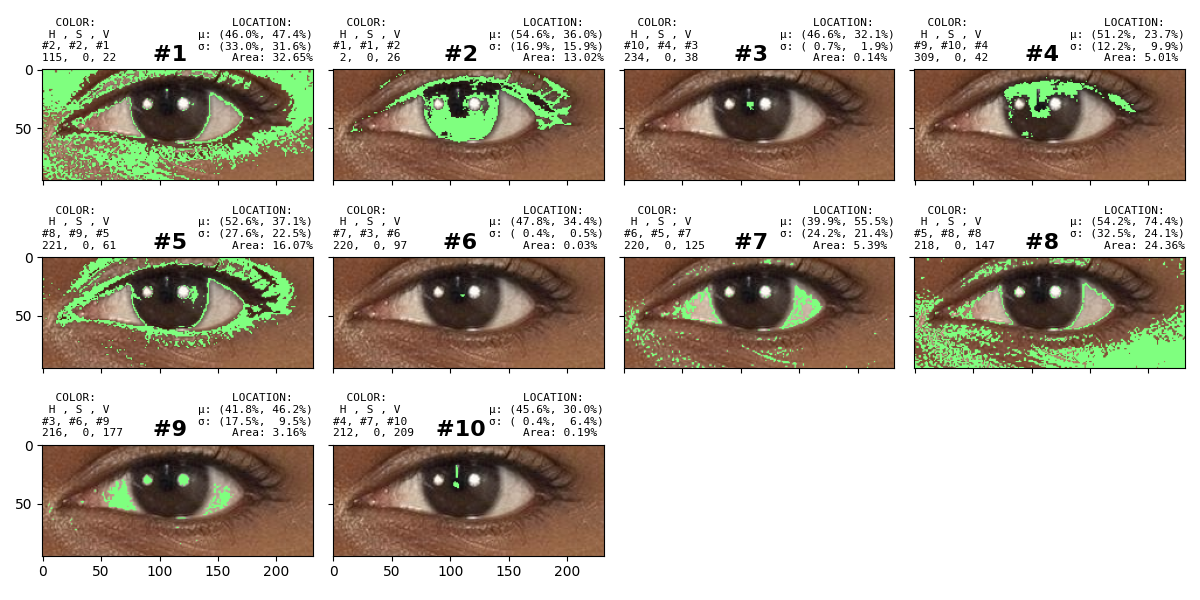 COLOR: LOCATION: COLOR: LOCATION: COLOR: LOCATION: COLOR: LOCATION:
H , S , V μ: (46.0%, 47.4%) H , S , V μ: (54.6%, 36.0%) H , S , V μ: (46.6%, 32.1%) H , S , V μ: (51.2%, 23.7%)
#2, #2, #1 σ: (33.0%, 31.6%) #1, #1, #2 σ: (16.9%, 15.9%) #10, #4, #3 σ: ( 0.7%, 1.9%) #9, #10, #4 σ: (12.2%, 9.9%)
115, 0, 22 #1 Area: 32.65% 2, 0, 26 #2 Area: 13.02% 234, 0, 38 #3 Area: 0.14% 309, 0, 42 #4 Area: 5.01%
0
50
COLOR: LOCATION: COLOR: LOCATION: COLOR: LOCATION: COLOR: LOCATION:
H , S , V μ: (52.6%, 37.1%) H , S , V μ: (47.8%, 34.4%) H , S , V μ: (39.9%, 55.5%) H , S , V μ: (54.2%, 74.4%)
#8, #9, #5 σ: (27.6%, 22.5%) #7, #3, #6 σ: ( 0.4%, 0.5%) #6, #5, #7 σ: (24.2%, 21.4%) #5, #8, #8 σ: (32.5%, 24.1%)
221, 0, 61 #5 Area: 16.07% 220, 0, 97 #6 Area: 0.03% 220, 0, 125 #7 Area: 5.39% 218, 0, 147 #8 Area: 24.36%
0
50
COLOR: LOCATION: COLOR: LOCATION:
H , S , V μ: (41.8%, 46.2%) H , S , V μ: (45.6%, 30.0%)
#3, #6, #9 σ: (17.5%, 9.5%) #4, #7, #10 σ: ( 0.4%, 6.4%)
216, 0, 177 #9 Area: 3.16% 212, 0, 209 #10 Area: 0.19%
0
50
0 50 100 150 200 0 50 100 150 200